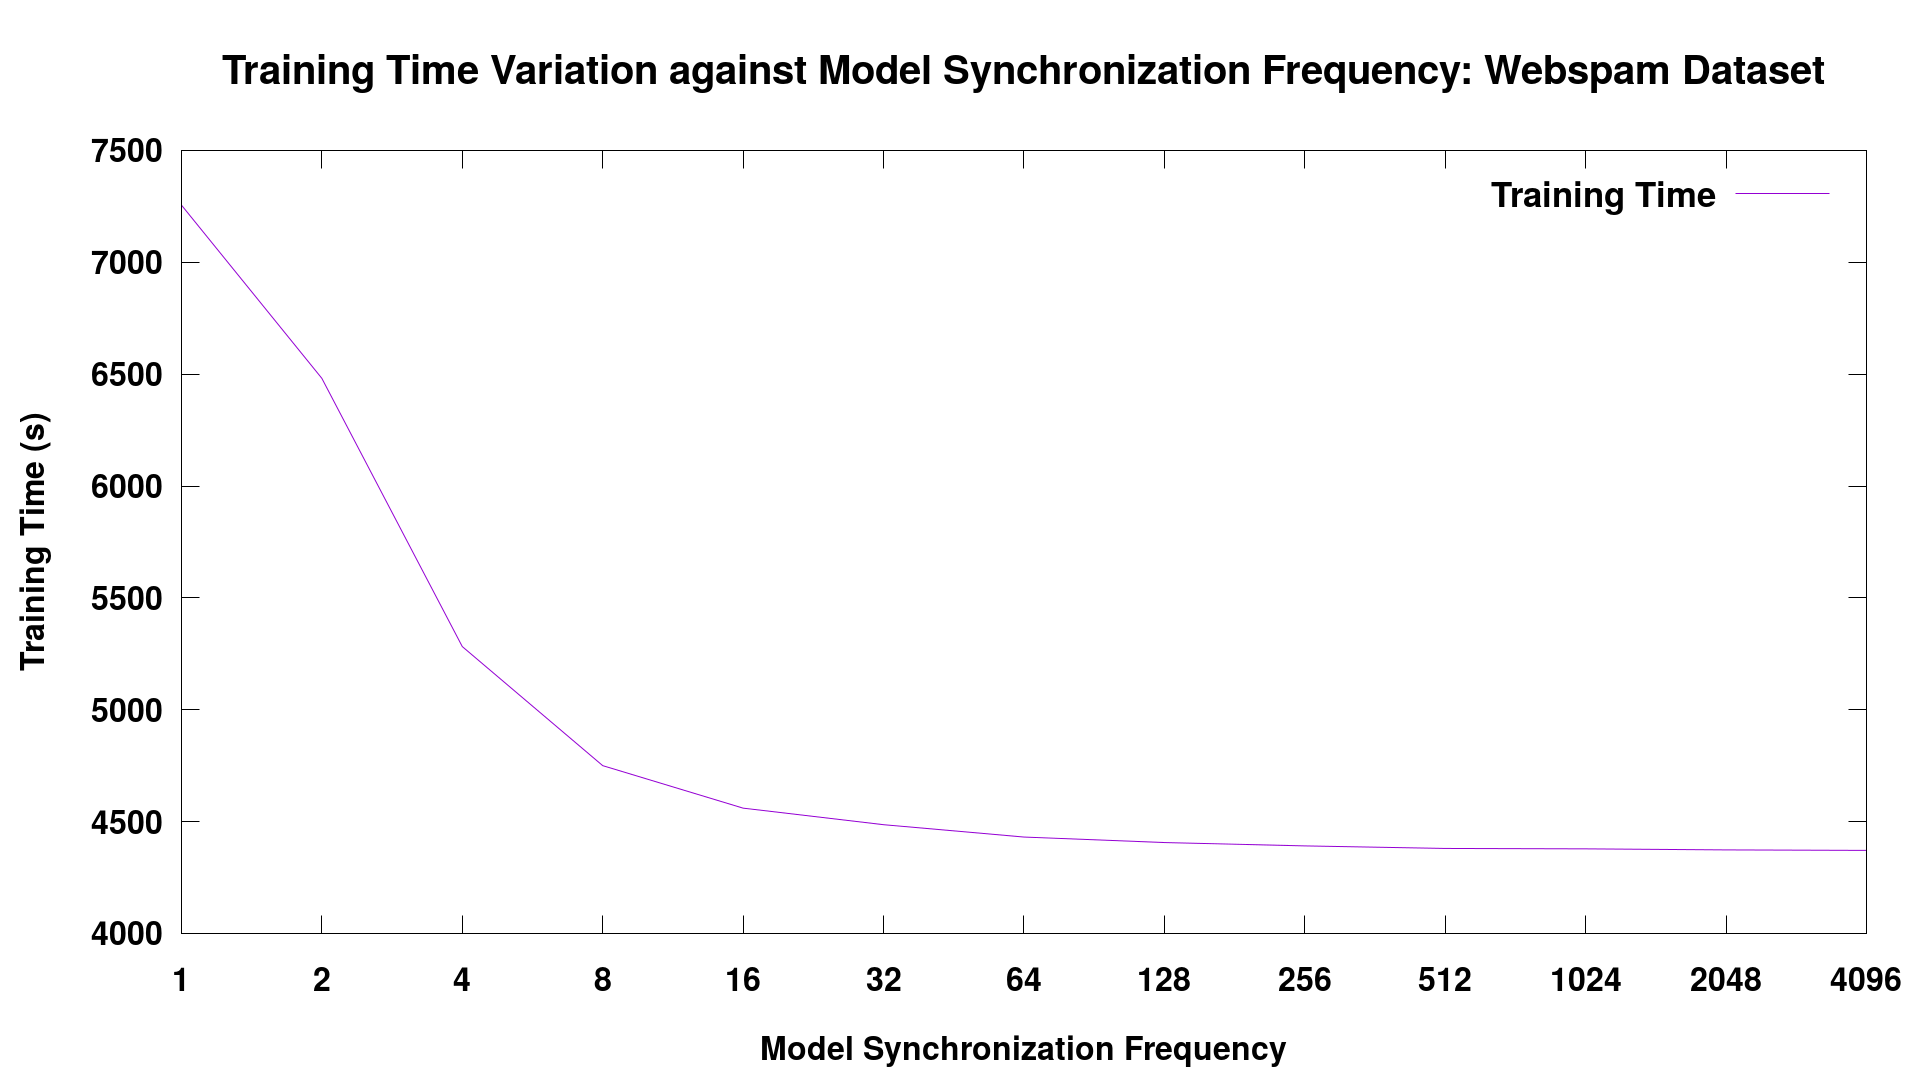 Training Time Variation against Model Synchronization Frequency: Webspam Dataset
7500
Training Time
7000
6500
6000
5500
5000
4500
4000
Training Time (s)
1 2 4 8 16 32 64 128 256 512 1024 2048 4096
Model Synchronization Frequency